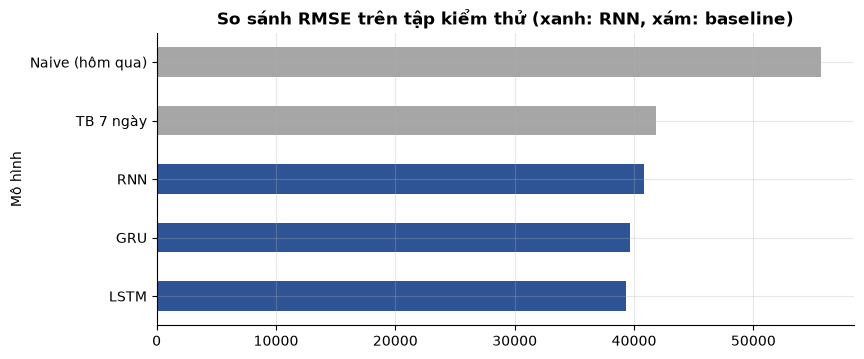 So sánh RMSE trên tập kiểm thử (xanh: RNN, xám: baseline)
Mô hình
Naive (hôm qua)
TB 7 ngày
RNN
GRU
LSTM
0 10000 20000 30000 40000 50000